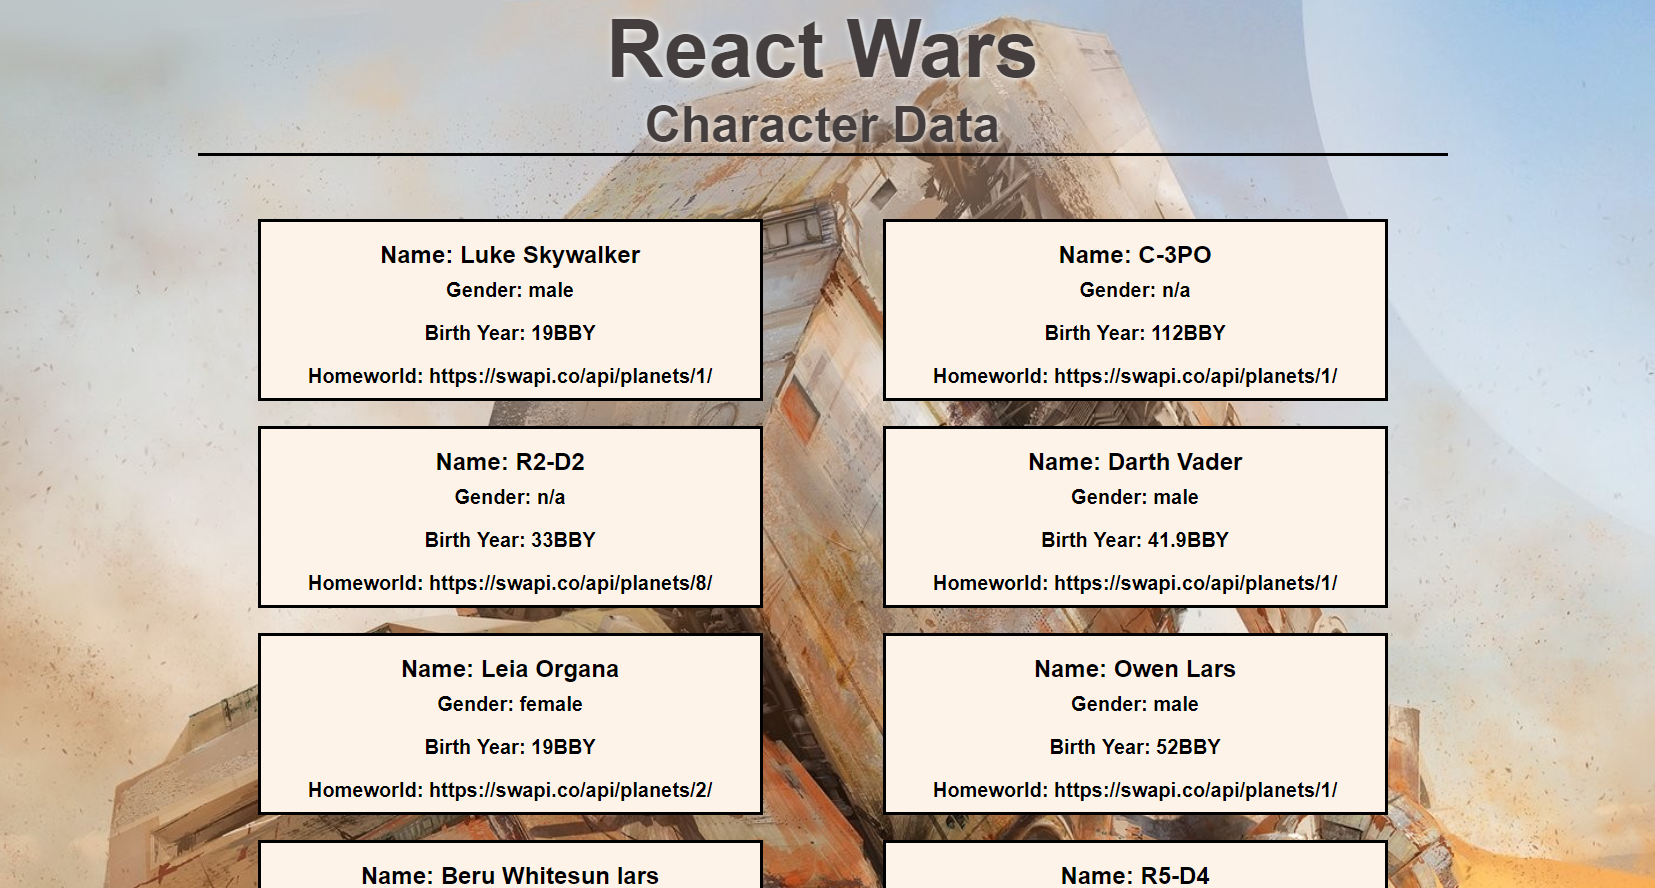 React Wars
Character Data
Name: Luke Skywalker
Gender: male
Birth Year: 19BBY
Homeworld: https://swapi.co/api/planets/1/
Name: C-3PO
Gender: n/a
Birth Year: 112BBY
Homeworld: https://swapi.co/api/planets/1/
Name: R2-D2
Gender: n/a
Birth Year: 33BBY
Homeworld: https://swapi.co/api/planets/8/
Name: Darth Vader
Gender: male
Birth Year: 41.9BBY
Homeworld: https://swapi.co/api/planets/1/
Name: Leia Organa
Gender: female
Birth Year: 19BBY
Homeworld: https://swapi.co/api/planets/2/
Name: Owen Lars
Gender: male
Birth Year: 52BBY
Homeworld: https://swapi.co/api/planets/1/
Name: Beru Whitesun lars
Name: R5-D4